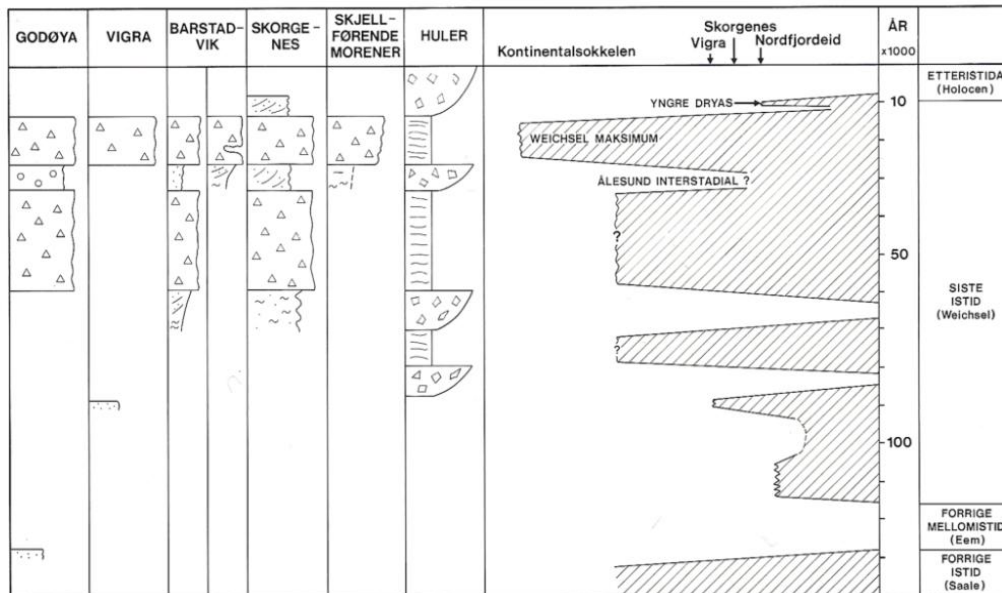 GODØYA
VIGRA
BARSTAD-
VIK
SKORGE-
NES
SKJELL-
FØRENDE
MORENER
HULER
Kontinentalsokkelen
Skorgenes
Vigra
Nordfjordeid
ÅR
x1000
ETTERISTIDA
(Holocen)
YNGRE DRYAS
10
WEICHSEL MAKSIMUM
ÅLESUND INTERSTADIAL ?
?
50
SISTE
ISTID
(Weichsel)
?
100
FORRIGE
MELLOMISTID
(Eem)
FORRIGE
ISTID
(Saale)